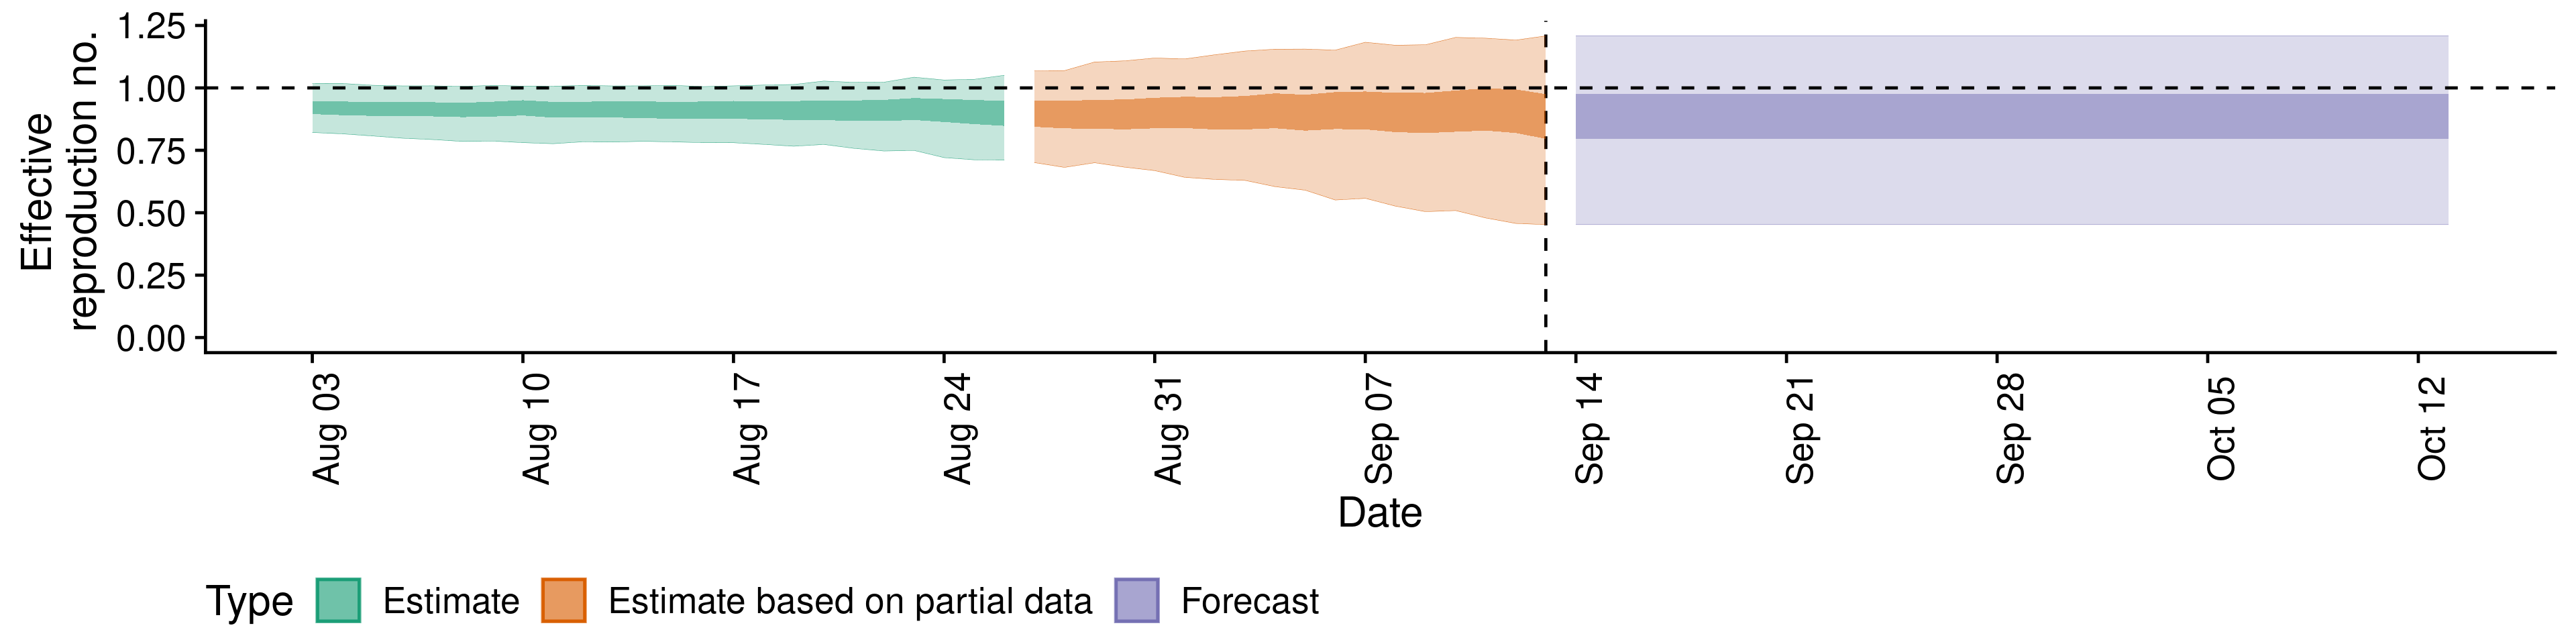 Effective
reproduction no.
1.25
1.00
0.75
0.50
0.25
0.00
Aug 03
Aug 10
Aug 17
Aug 24
Aug 31
Sep 07
Sep 14
Sep 21
Sep 28
Oct 05
Oct 12
Date
Type Estimate Estimate based on partial data Forecast